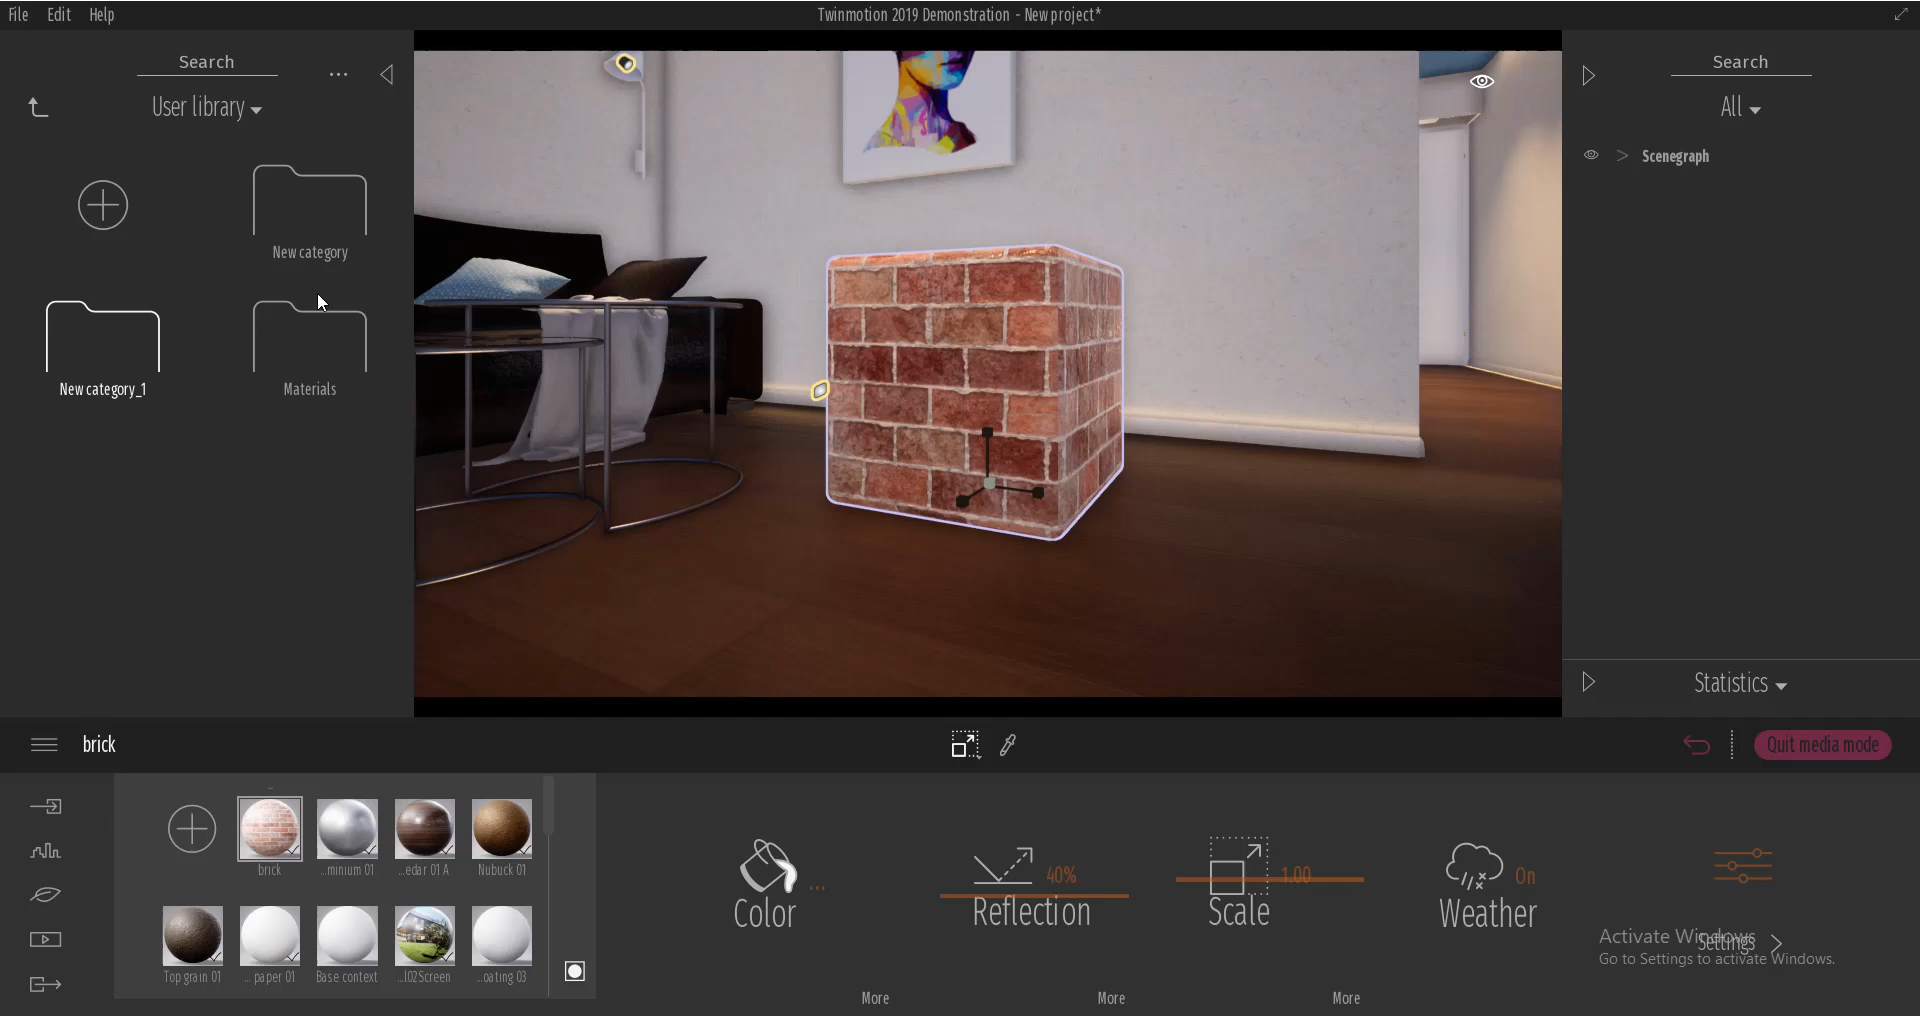 File Edit Help
Twinmotion 2019 Demonstration - New project*
Search
...
User library
New category
New category_1
Materials
Search
All
Scenegraph
Statistics
brick
Quit media mode
brick
...minium 01
...edar 01 A
Nubuck 01
Top grain 01
... paper 01
Base context
...l02Screen
...oating 03
Color
...
40%
Reflection
1.00
Scale
On
Weather
Settings
Activate Windows
Go to Settings to activate Windows.
More
More
More